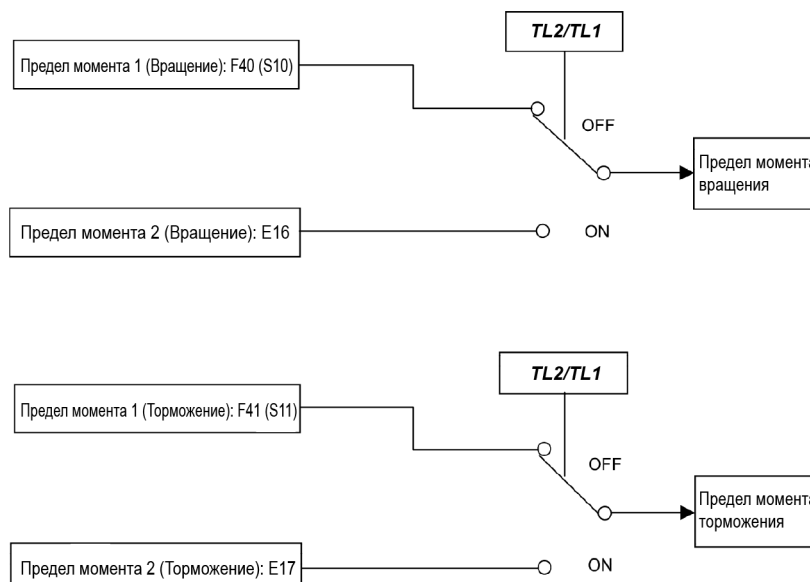 TL2/TL1
Предел момента 1 (Вращение): F40 (S10)
OFF
Предел момента
вращения
Предел момента 2 (Вращение): E16
ON
TL2/TL1
Предел момента 1 (Торможение): F41 (S11)
OFF
Предел момента
торможения
Предел момента 2 (Торможение): E17
ON